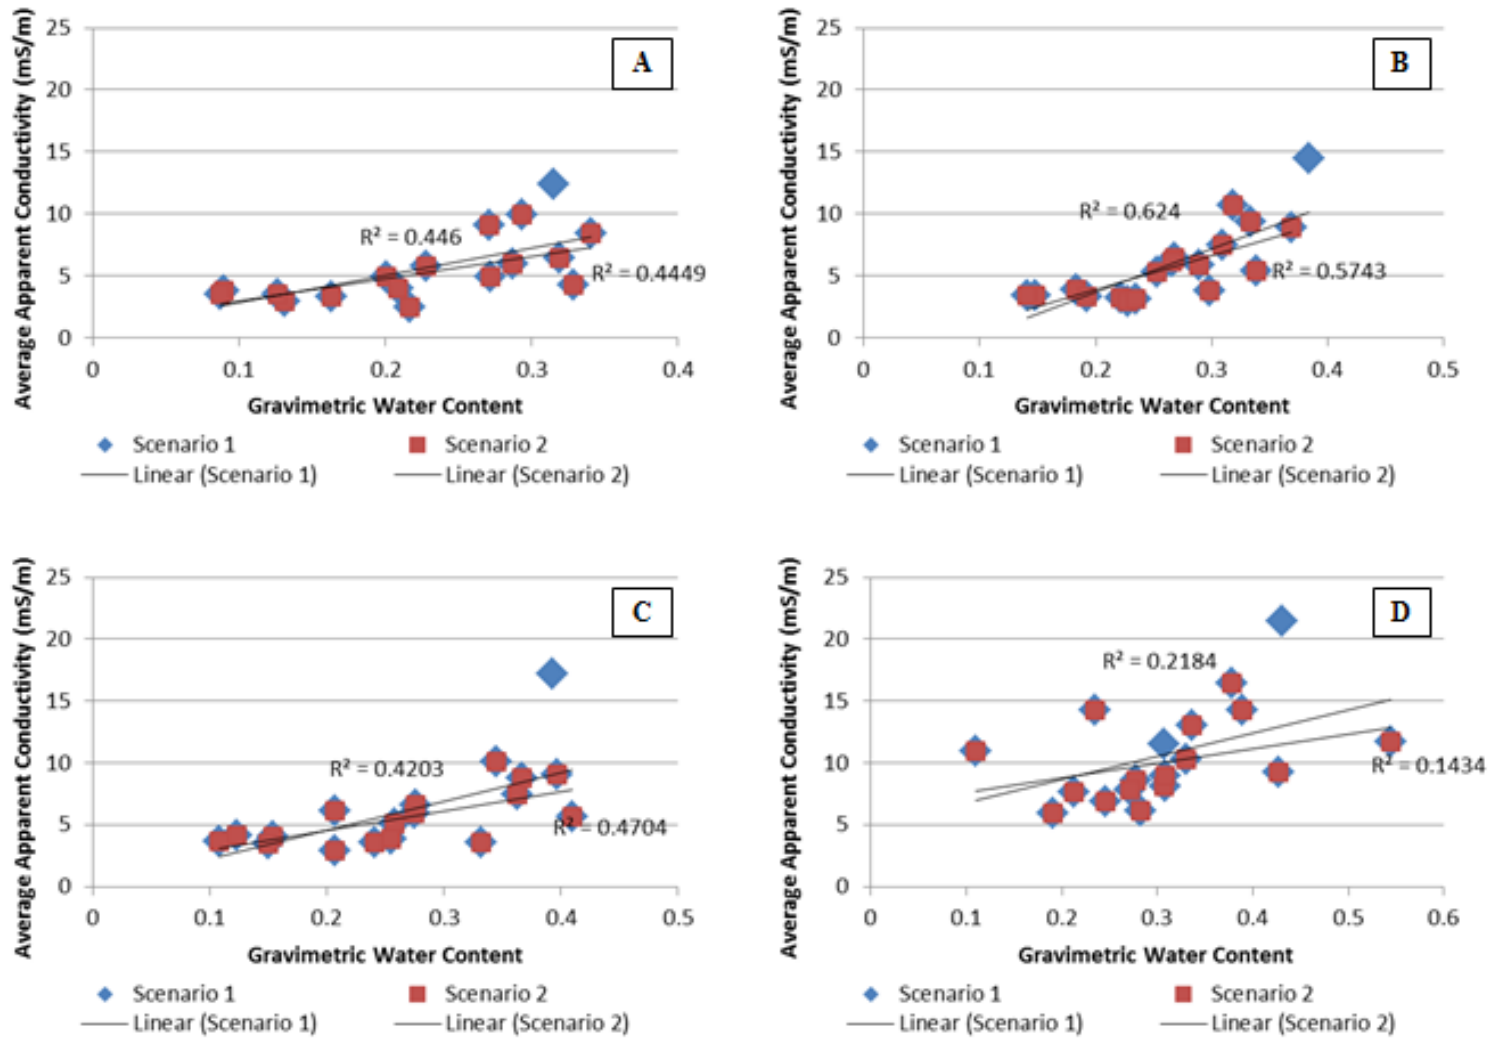 A
Average Apparent Conductivity (mS/m)
25
20
15
10
5
0
R² = 0.446
R² = 0.4449
0 0.1 0.2 0.3 0.4
Gravimetric Water Content
Scenario 1 Scenario 2
Linear (Scenario 1) Linear (Scenario 2)
B
Average Apparent Conductivity (mS/m)
25
20
15
10
5
0
R² = 0.624
R² = 0.5743
0 0.1 0.2 0.3 0.4 0.5
Gravimetric Water Content
Scenario 1 Scenario 2
Linear (Scenario 1) Linear (Scenario 2)
C
Average Apparent Conductivity (mS/m)
25
20
15
10
5
0
R² = 0.4203
R² = 0.4704
0 0.1 0.2 0.3 0.4 0.5
Gravimetric Water Content
Scenario 1 Scenario 2
Linear (Scenario 1) Linear (Scenario 2)
D
Average Apparent Conductivity (mS/m)
25
20
15
10
5
0
R² = 0.2184
R² = 0.1434
0 0.1 0.2 0.3 0.4 0.5 0.6
Gravimetric Water Content
Scenario 1 Scenario 2
Linear (Scenario 1) Linear (Scenario 2)